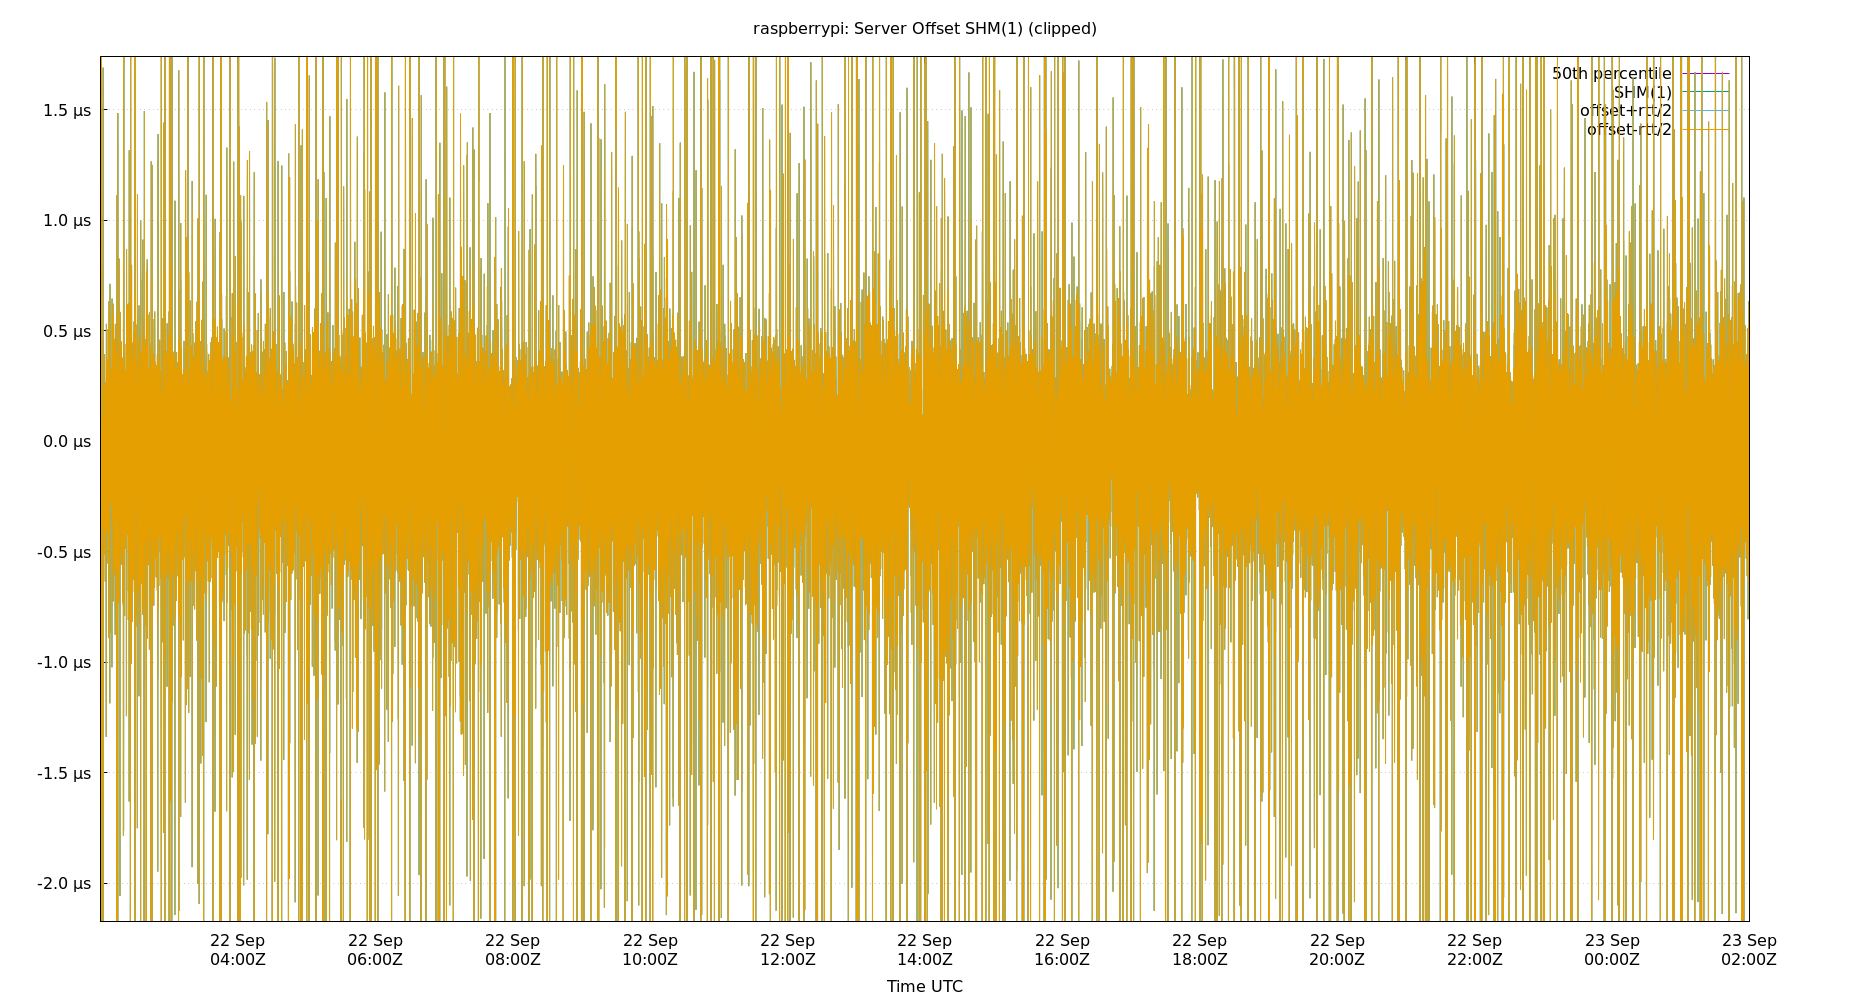 raspberrypi: Server Offset SHM(1) (clipped)
50th percentile
SHM(1)
offset+rtt/2
offset-rtt/2
1.5 µs
1.0 µs
0.5 µs
0.0 µs
-0.5 µs
-1.0 µs
-1.5 µs
-2.0 µs
22 Sep 22 Sep 22 Sep 22 Sep 22 Sep 22 Sep 22 Sep 22 Sep 22 Sep 22 Sep 23 Sep 23 Sep
04:00Z 06:00Z 08:00Z 10:00Z 12:00Z 14:00Z 16:00Z 18:00Z 20:00Z 22:00Z 00:00Z 02:00Z
Time UTC